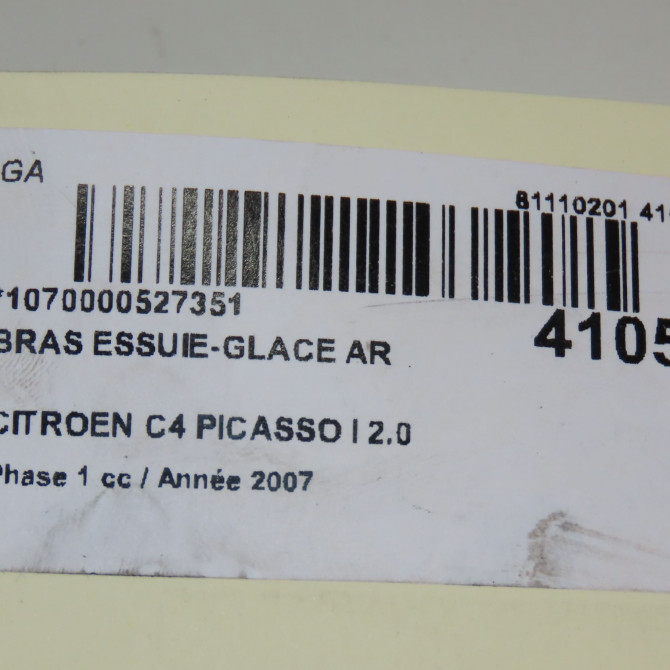 GA
81110201 41
*1070000527351
4105
BRAS ESSUIE-GLACE AR
CITROEN C4 PICASSO I 2.0
Phase 1 cc / Année 2007